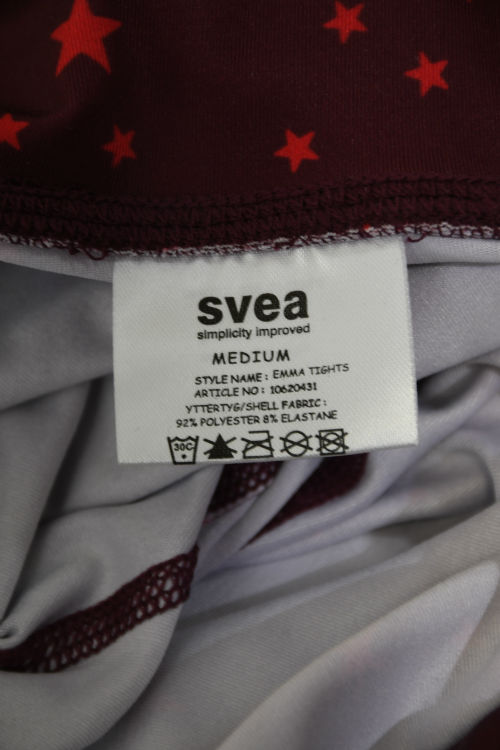 svea
simplicity improved
MEDIUM
STYLE NAME : EMMA TIGHTS
ARTICLE NO : 10620431
YTTERTYG/SHELL FABRIC :
92% POLYESTER 8% ELASTANE
30C